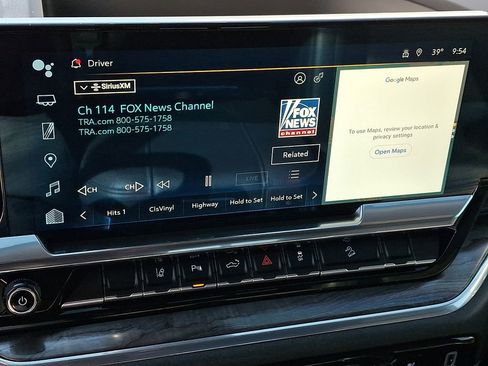 Driver
39° 9:54
SiriusXM
Ch 114 FOX News Channel
TRA.com 800-575-1758
TRA.com 800-575-1758
FOX
NEWS
channel
Related
Google Maps
To use Maps, review your location &
privacy settings
Open Maps
CH CH LIVE
Hits 1 ClsVinyl Highway Hold to Set Hold to Set